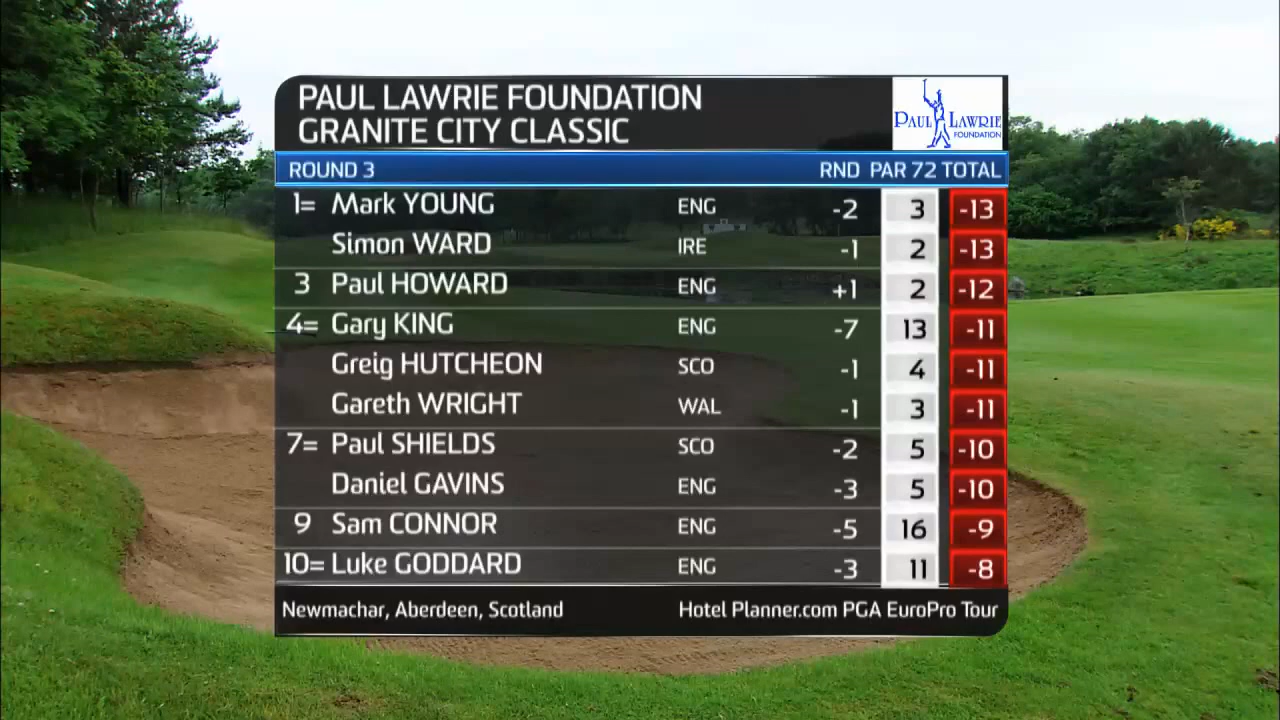 PAUL LAWRIE FOUNDATION
GRANITE CITY CLASSIC
PAUL LAWRIE
FOUNDATION
ROUND 3 RND PAR 72 TOTAL
1= Mark YOUNG ENG -2 3 -13
Simon WARD IRE -1 2 -13
3 Paul HOWARD ENG +1 2 -12
4= Gary KING ENG -7 13 -11
Greig HUTCHEON SCO -1 4 -11
Gareth WRIGHT WAL -1 3 -11
7= Paul SHIELDS SCO -2 5 -10
Daniel GAVINS ENG -3 5 -10
9 Sam CONNOR ENG -5 16 -9
10= Luke GODDARD ENG -3 11 -8
Newmachar, Aberdeen, Scotland Hotel Planner.com PGA EuroPro Tour